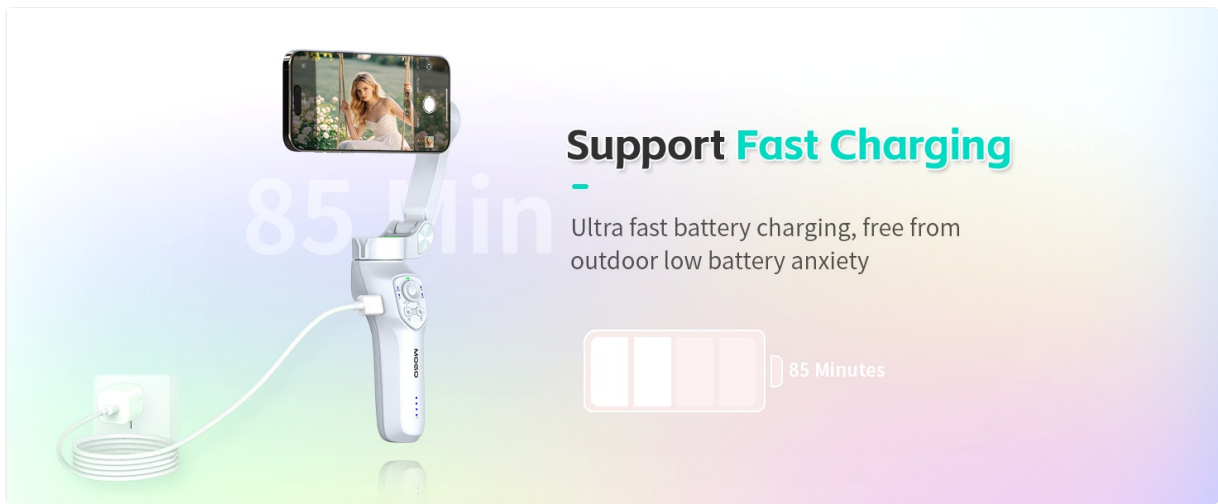 Support Fast Charging
Ultra fast battery charging, free from
outdoor low battery anxiety
85 Min
MOGO
85 Minutes